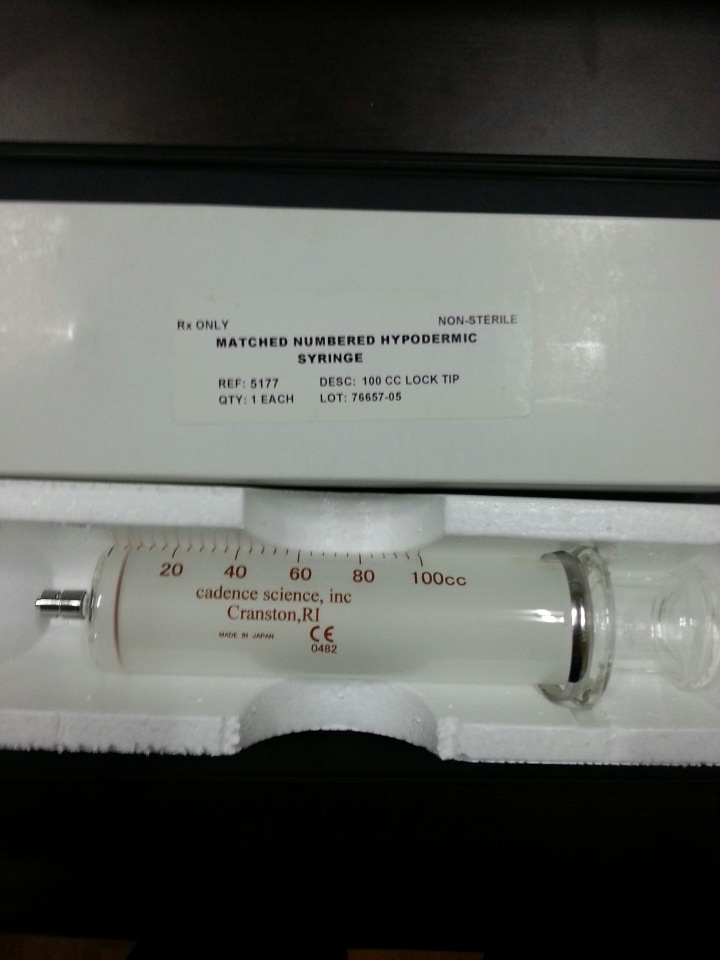 Rx ONLY NON-STERILE
MATCHED NUMBERED HYPODERMIC
SYRINGE
REF: 5177 DESC: 100 CC LOCK TIP
QTY: 1 EACH LOT: 76657-05
20 40 60 80 100cc
cadence science, inc
Cranston,RI
MADE IN JAPAN CE
0482